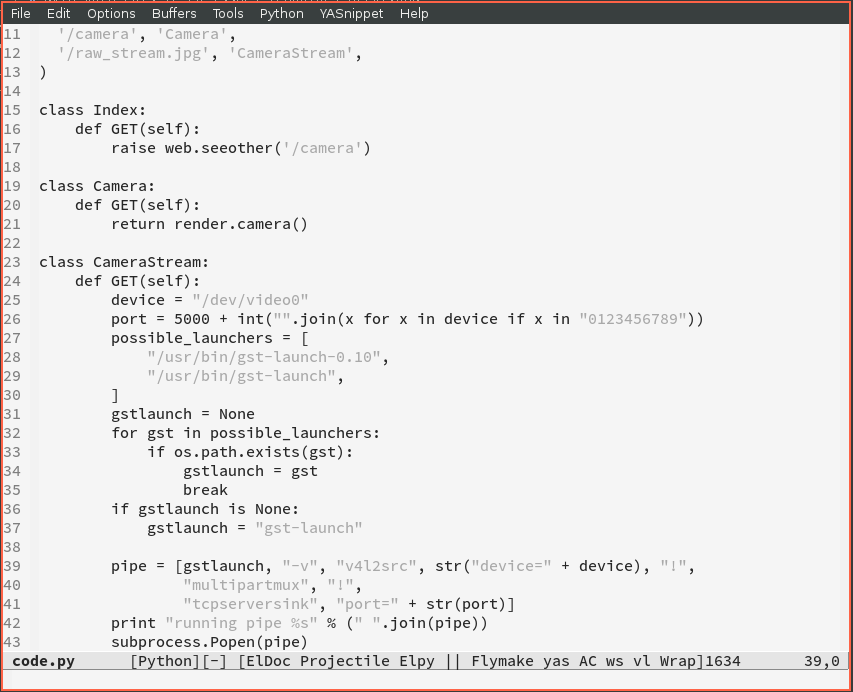 File Edit Options Buffers Tools Python YASnippet Help
11   '/camera', 'Camera',
12   '/raw_stream.jpg', 'CameraStream',
13 )
14
15 class Index:
16     def GET(self):
17         raise web.seeother('/camera')
18
19 class Camera:
20     def GET(self):
21         return render.camera()
22
23 class CameraStream:
24     def GET(self):
25         device = "/dev/video0"
26         port = 5000 + int("".join(x for x in device if x in "0123456789"))
27         possible_launchers = [
28             "/usr/bin/gst-launch-0.10",
29             "/usr/bin/gst-launch",
30         ]
31         gstlaunch = None
32         for gst in possible_launchers:
33             if os.path.exists(gst):
34                 gstlaunch = gst
35                 break
36         if gstlaunch is None:
37             gstlaunch = "gst-launch"
38
39         pipe = [gstlaunch, "-v", "v4l2src", str("device=" + device), "!",
40                 "multipartmux", "!",
41                 "tcpserversink", "port=" + str(port)]
42         print "running pipe %s" % (" ".join(pipe))
43         subprocess.Popen(pipe)
code.py      [Python][-] [ElDoc Projectile Elpy || Flymake yas AC ws vl Wrap]1634       39,0